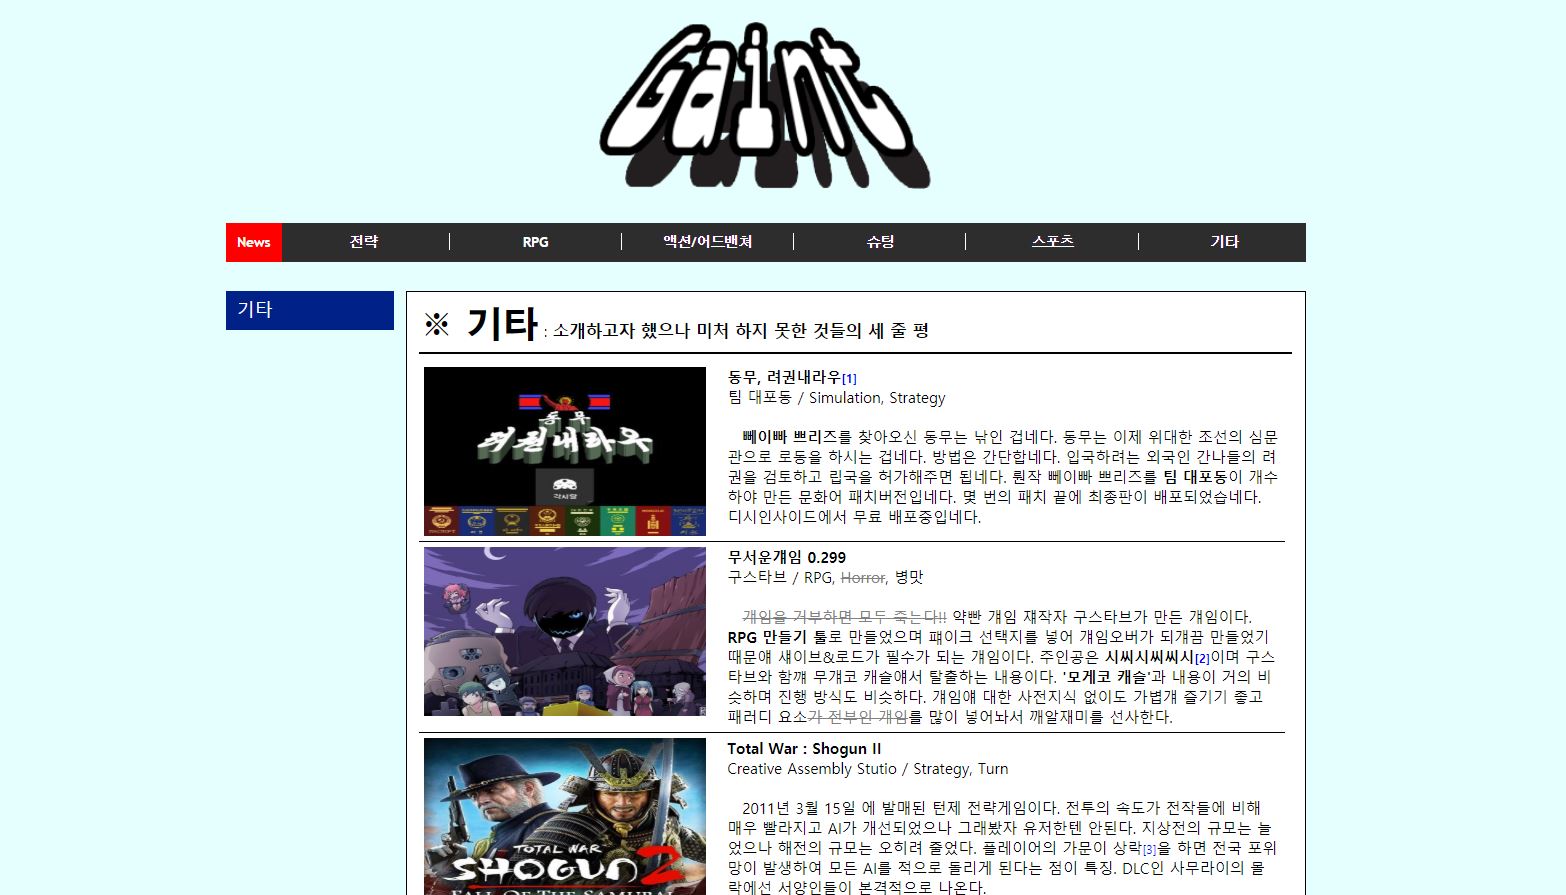 Gaint
News 전략 RPG 액션/어드벤쳐 슈팅 스포츠 기타
기타
※ 기타 : 소개하고자 했으나 미처 하지 못한 것들의 세 줄 평
동무
려권내라우
각시탈
동무, 려권내라우[1]
팀 대포동 / Simulation, Strategy
뻬이빠 쁘리즈를 찾아오신 동무는 낚인 겁네다. 동무는 이제 위대한 조선의 심문
관으로 로동을 하시는 겁네다. 방법은 간단합네다. 입국하려는 외국인 간나들의 려
권을 검토하고 립국을 허가해주면 됩네다. 뤈작 뻬이빠 쁘리즈를 팀 대포동이 개수
하야 만든 문화어 패치버전입네다. 몇 번의 패치 끝에 최종판이 배포되었습네다.
디시인사이드에서 무료 배포중입네다.
무서운걔임 0.299
구스타브 / RPG, Horror, 병맛
걔임을 거부하면 모두 죽는다!! 약빤 걔임 쟤작자 구스타브가 만든 걔임이다.
RPG 만들기 툴로 만들었으며 퍠이크 선택지를 넣어 걔임오버가 되걔끔 만들었기
때문얘 섀이브&로드가 필수가 되는 걔임이다. 주인공은 시씨시씨씨시[2]이며 구스
타브와 함꺠 무걔코 캐슬얘서 탈출하는 내용이다. '모게코 캐슬'과 내용이 거의 비
슷하며 진행 방식도 비슷하다. 걔임얘 대한 사전지식 없이도 가볍걔 즐기기 좋고
패러디 요소가 전부인 걔임를 많이 넣어놔서 깨알재미를 선사한다.
TOTAL WAR
SHOGUN 2
FALL OF THE SAMURAI
Total War : Shogun II
Creative Assembly Stutio / Strategy, Turn
2011년 3월 15일 에 발매된 턴제 전략게임이다. 전투의 속도가 전작들에 비해
매우 빨라지고 AI가 개선되었으나 그래봤자 유저한텐 안된다. 지상전의 규모는 늘
었으나 해전의 규모는 오히려 줄었다. 플레이어의 가문이 상락[3]을 하면 전국 포위
망이 발생하여 모든 AI를 적으로 돌리게 된다는 점이 특징. DLC인 사무라이의 몰
락에선 서양인들이 본격적으로 나온다.